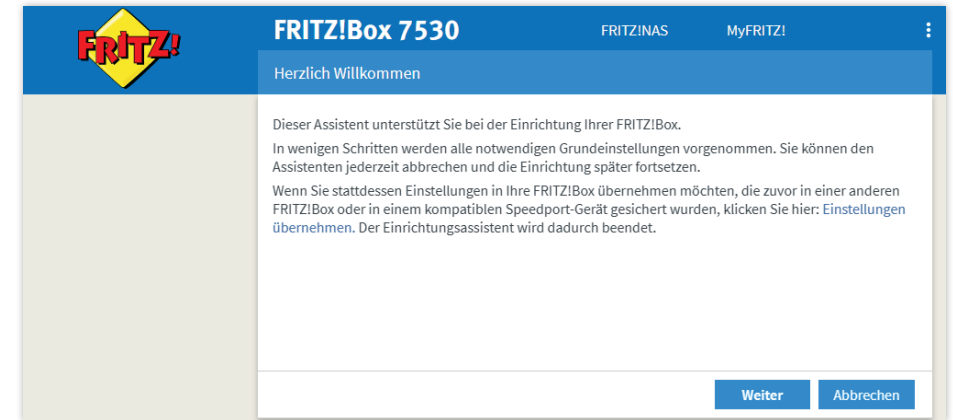 FRITZ!
FRITZ!Box 7530
FRITZ!NAS
MyFRITZ!
Herzlich Willkommen
Dieser Assistent unterstützt Sie bei der Einrichtung Ihrer FRITZ!Box.
In wenigen Schritten werden alle notwendigen Grundeinstellungen vorgenommen. Sie können den
Assistenten jederzeit abbrechen und die Einrichtung später fortsetzen.
Wenn Sie stattdessen Einstellungen in Ihre FRITZ!Box übernehmen möchten, die zuvor in einer anderen
FRITZ!Box oder in einem kompatiblen Speedport-Gerät gesichert wurden, klicken Sie hier: Einstellungen
übernehmen. Der Einrichtungsassistent wird dadurch beendet.
Weiter
Abbrechen